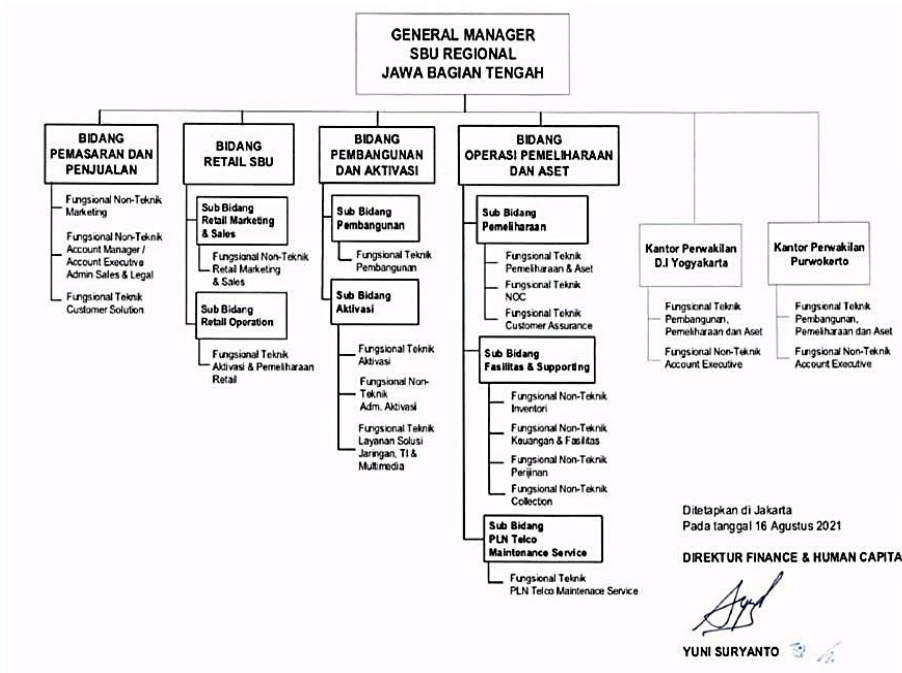 GENERAL MANAGER
SBU REGIONAL
JAWA BAGIAN TENGAH
BIDANG
PEMASARAN DAN
PENJUALAN
Fungsional Non-Teknik
Marketing
Fungsional Non-Teknik
Account Manager /
Account Executive
Admin Sales & Legal
Fungsional Teknik
Customer Solution
BIDANG
RETAIL SBU
Sub Bidang
Retail Marketing
& Sales
Fungsional Non-Teknik
Retail Marketing
& Sales
Sub Bidang
Retail Operation
Fungsional Teknik
Aktivasi & Pemeliharaan
Retail
BIDANG
PEMBANGUNAN
DAN AKTIVASI
Sub Bidang
Pembangunan
Fungsional Teknik
Pembangunan
Sub Bidang
Aktivasi
Fungsional Teknik
Aktivasi
Fungsional Non-
Teknik
Adm. Aktivasi
Fungsional Teknik
Layanan Solusi
Jaringan, TI &
Multimedia
BIDANG
OPERASI PEMELIHARAAN
DAN ASET
Sub Bidang
Pemeliharaan
Fungsional Teknik
Pemeliharaan & Aset
Fungsional Teknik
NOC
Fungsional Teknik
Customer Assurance
Sub Bidang
Fasilitas & Supporting
Fungsional Non-Teknik
Inventori
Fungsional Non-Teknik
Keuangan & Fasilitas
Fungsional Non-Teknik
Perijinan
Fungsional Non-Teknik
Collection
Sub Bidang
PLN Telco
Maintenance Service
Fungsional Teknik
PLN Telco Maintenace Service
Kantor Perwakilan
D.I Yogyakarta
Fungsional Teknik
Pembangunan,
Pemeliharaan dan Aset
Fungsional Non-Teknik
Account Executive
Kantor Perwakilan
Purwokerto
Fungsional Teknik
Pembangunan,
Pemeliharaan dan Aset
Fungsional Non-Teknik
Account Executive
Ditetapkan di Jakarta
Pada tanggal 16 Agustus 2021
DIREKTUR FINANCE & HUMAN CAPITA
YUNI SURYANTO